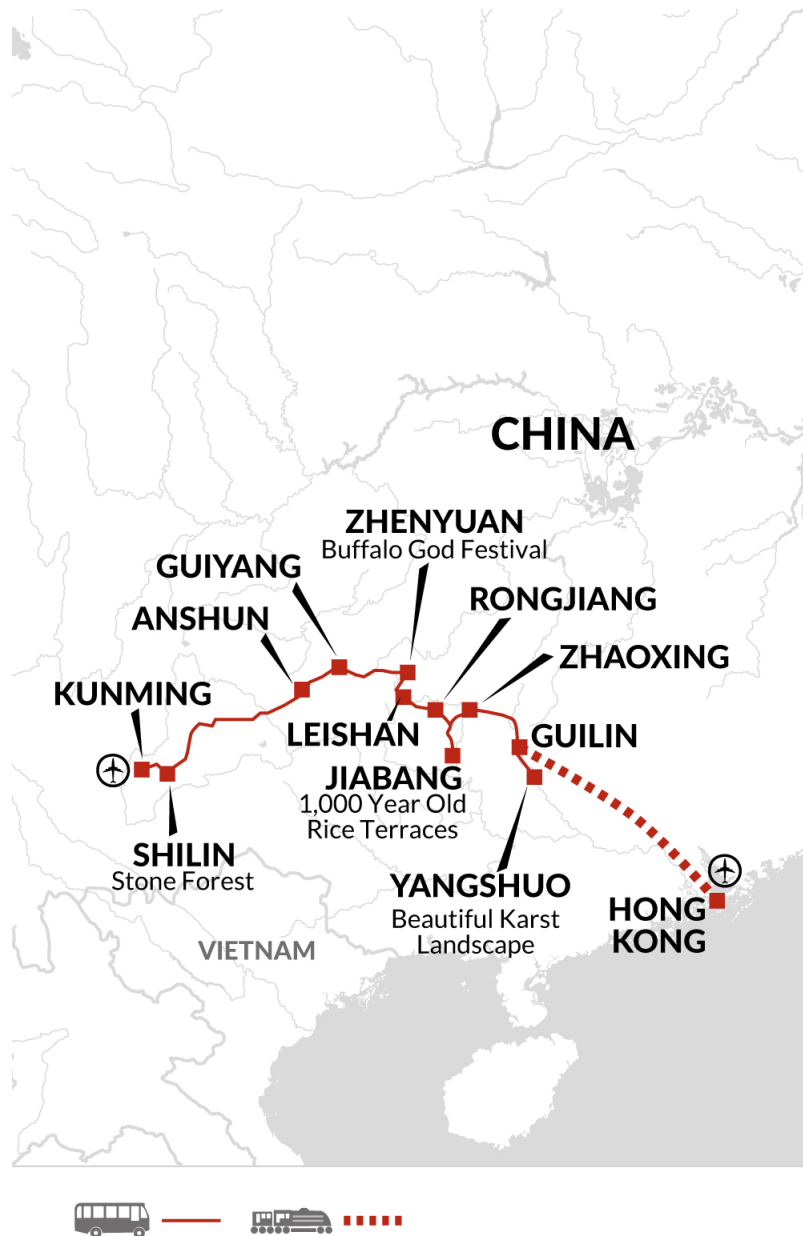 CHINA
ZHENYUAN
Buffalo God Festival
GUIYANG
RONGJIANG
ANSHUN
ZHAOXING
KUNMING
LEISHAN
GUILIN
JIABANG
1,000 Year Old
Rice Terraces
SHILIN
Stone Forest
YANGSHUO
Beautiful Karst
Landscape
HONG
KONG
VIETNAM